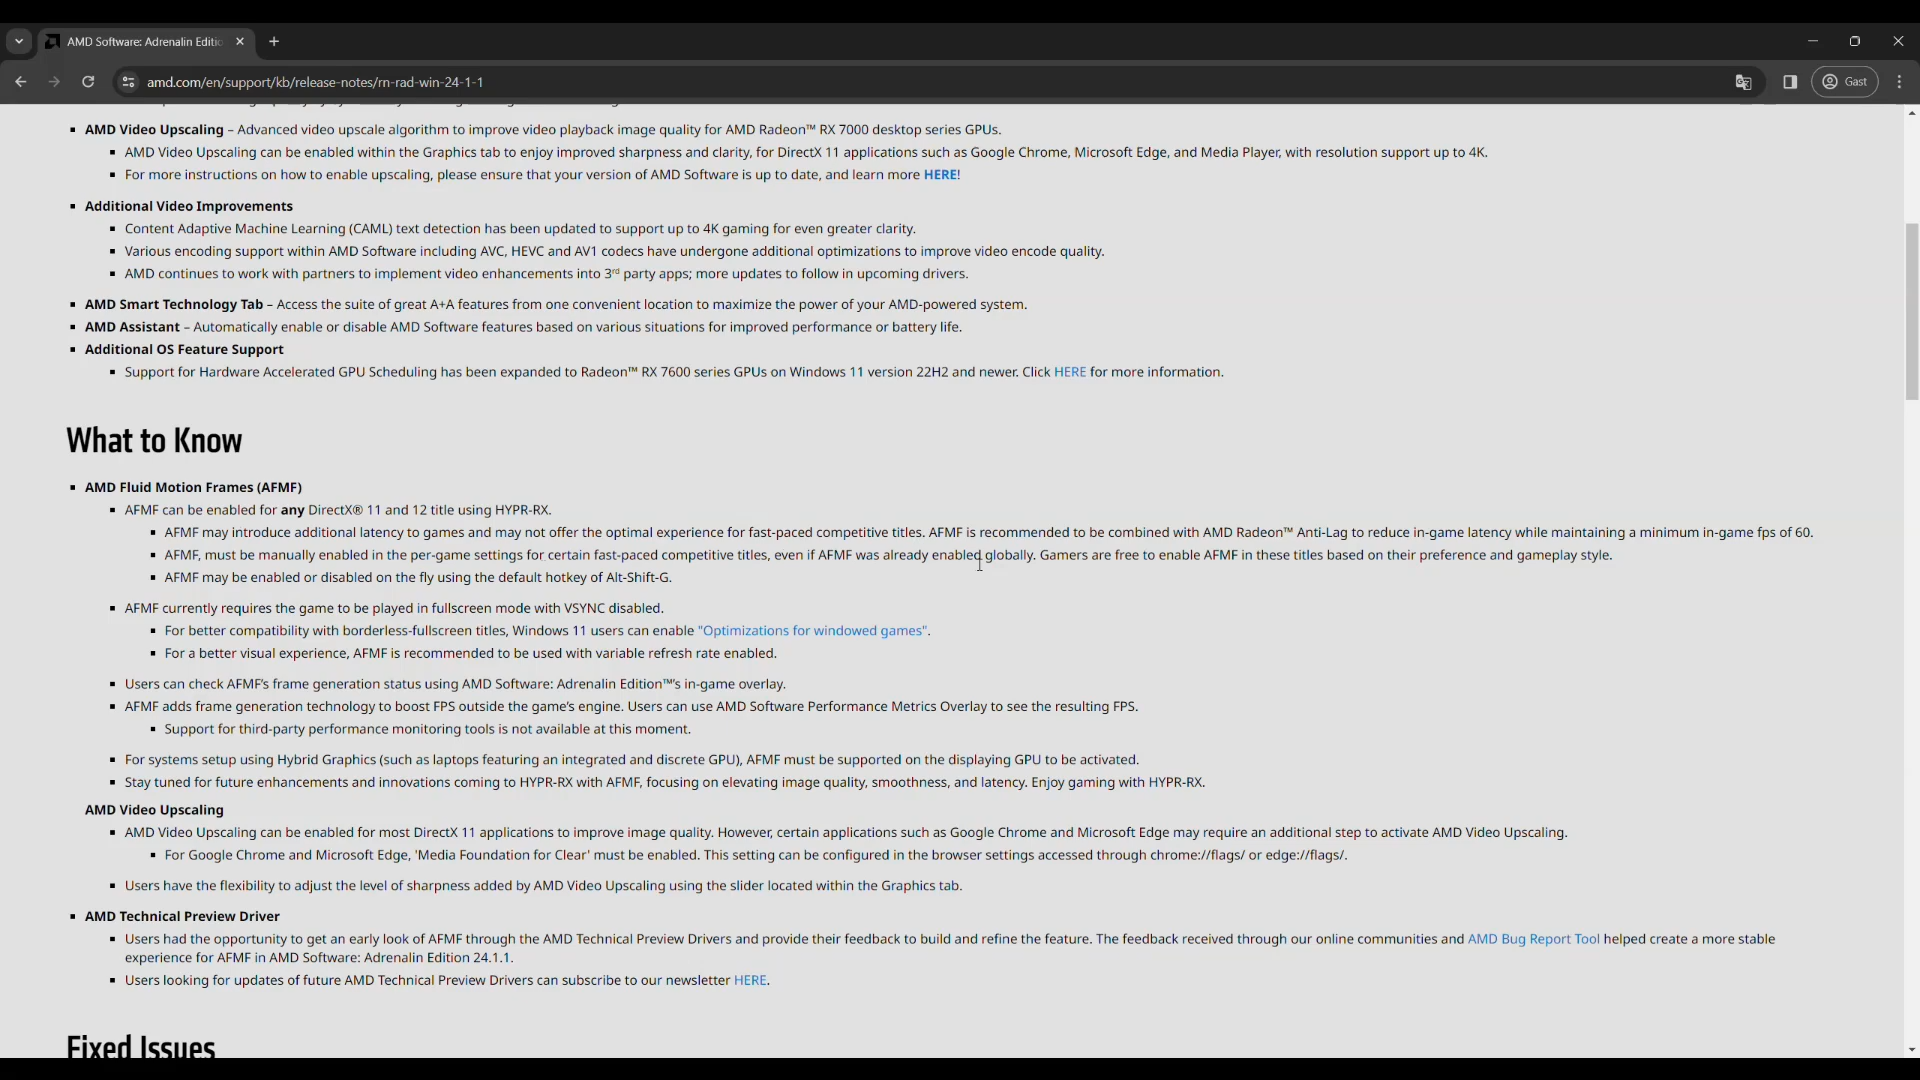 AMD Software: Adrenalin Editio
amd.com/en/support/kb/release-notes/rn-rad-win-24-1-1
Gast
AMD Video Upscaling – Advanced video upscale algorithm to improve video playback image quality for AMD Radeon™ RX 7000 desktop series GPUs.
AMD Video Upscaling can be enabled within the Graphics tab to enjoy improved sharpness and clarity, for DirectX 11 applications such as Google Chrome, Microsoft Edge, and Media Player, with resolution support up to 4K.
For more instructions on how to enable upscaling, please ensure that your version of AMD Software is up to date, and learn more HERE!
Additional Video Improvements
Content Adaptive Machine Learning (CAML) text detection has been updated to support up to 4K gaming for even greater clarity.
Various encoding support within AMD Software including AVC, HEVC and AV1 codecs have undergone additional optimizations to improve video encode quality.
AMD continues to work with partners to implement video enhancements into 3rd party apps; more updates to follow in upcoming drivers.
AMD Smart Technology Tab – Access the suite of great A+A features from one convenient location to maximize the power of your AMD-powered system.
AMD Assistant – Automatically enable or disable AMD Software features based on various situations for improved performance or battery life.
Additional OS Feature Support
Support for Hardware Accelerated GPU Scheduling has been expanded to Radeon™ RX 7600 series GPUs on Windows 11 version 22H2 and newer. Click HERE for more information.
What to Know
AMD Fluid Motion Frames (AFMF)
AFMF can be enabled for any DirectX® 11 and 12 title using HYPR-RX.
AFMF may introduce additional latency to games and may not offer the optimal experience for fast-paced competitive titles. AFMF is recommended to be combined with AMD Radeon™ Anti-Lag to reduce in-game latency while maintaining a minimum in-game fps of 60.
AFMF, must be manually enabled in the per-game settings for certain fast-paced competitive titles, even if AFMF was already enabled globally. Gamers are free to enable AFMF in these titles based on their preference and gameplay style.
AFMF may be enabled or disabled on the fly using the default hotkey of Alt-Shift-G.
AFMF currently requires the game to be played in fullscreen mode with VSYNC disabled.
For better compatibility with borderless-fullscreen titles, Windows 11 users can enable "Optimizations for windowed games".
For a better visual experience, AFMF is recommended to be used with variable refresh rate enabled.
Users can check AFMF's frame generation status using AMD Software: Adrenalin Edition™'s in-game overlay.
AFMF adds frame generation technology to boost FPS outside the game's engine. Users can use AMD Software Performance Metrics Overlay to see the resulting FPS.
Support for third-party performance monitoring tools is not available at this moment.
For systems setup using Hybrid Graphics (such as laptops featuring an integrated and discrete GPU), AFMF must be supported on the displaying GPU to be activated.
Stay tuned for future enhancements and innovations coming to HYPR-RX with AFMF, focusing on elevating image quality, smoothness, and latency. Enjoy gaming with HYPR-RX.
AMD Video Upscaling
AMD Video Upscaling can be enabled for most DirectX 11 applications to improve image quality. However, certain applications such as Google Chrome and Microsoft Edge may require an additional step to activate AMD Video Upscaling.
For Google Chrome and Microsoft Edge, 'Media Foundation for Clear' must be enabled. This setting can be configured in the browser settings accessed through chrome://flags/ or edge://flags/.
Users have the flexibility to adjust the level of sharpness added by AMD Video Upscaling using the slider located within the Graphics tab.
AMD Technical Preview Driver
Users had the opportunity to get an early look of AFMF through the AMD Technical Preview Drivers and provide their feedback to build and refine the feature. The feedback received through our online communities and AMD Bug Report Tool helped create a more stable
experience for AFMF in AMD Software: Adrenalin Edition 24.1.1.
Users looking for updates of future AMD Technical Preview Drivers can subscribe to our newsletter HERE.
Fixed Issues